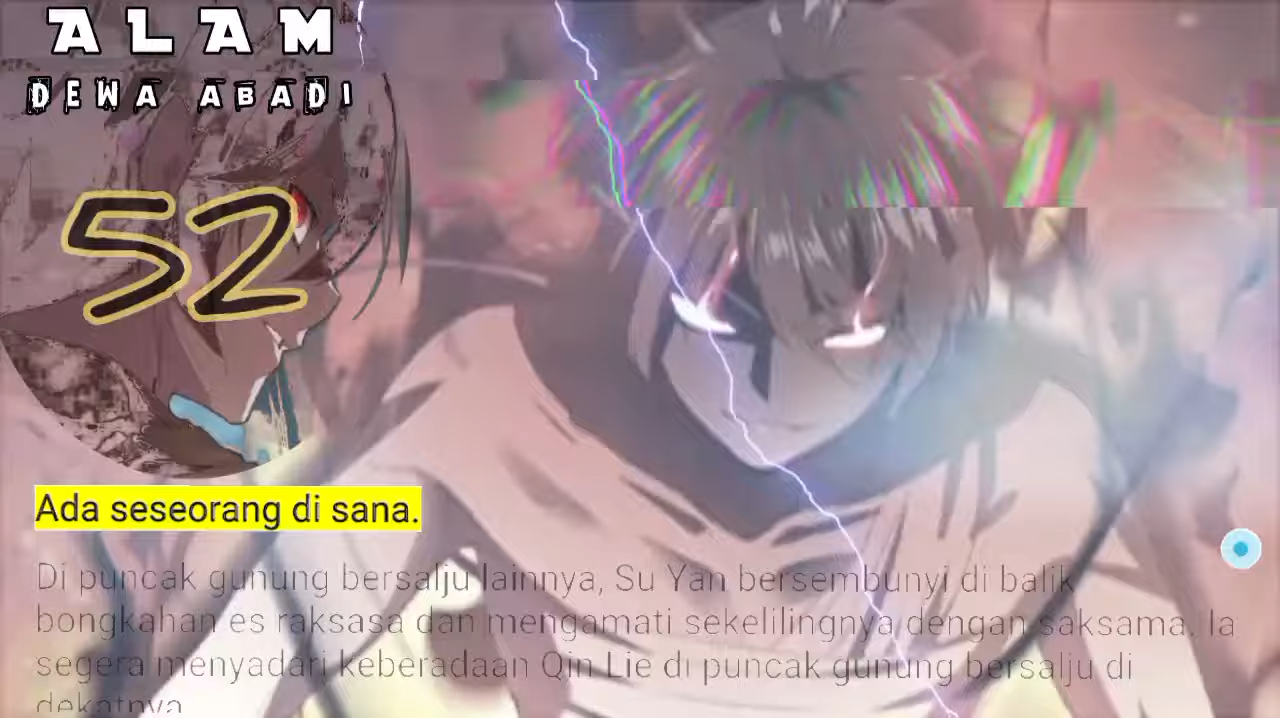 ALAM
DEWA ABADI
52
Ada seseorang di sana.
Di puncak gunung bersalju lainnya, Su Yan bersembunyi di balik
bongkahan es raksasa dan mengamati sekelilingnya dengan saksama. Ia
segera menyadari keberadaan Qin Lie di puncak gunung bersalju di
dekatnya